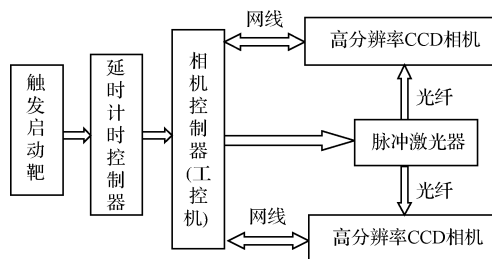 网线
高分辨率CCD相机
触发启动靶
延时计时控制器
相机控制器(工控机)
光纤
脉冲激光器
光纤
网线
高分辨率CCD相机